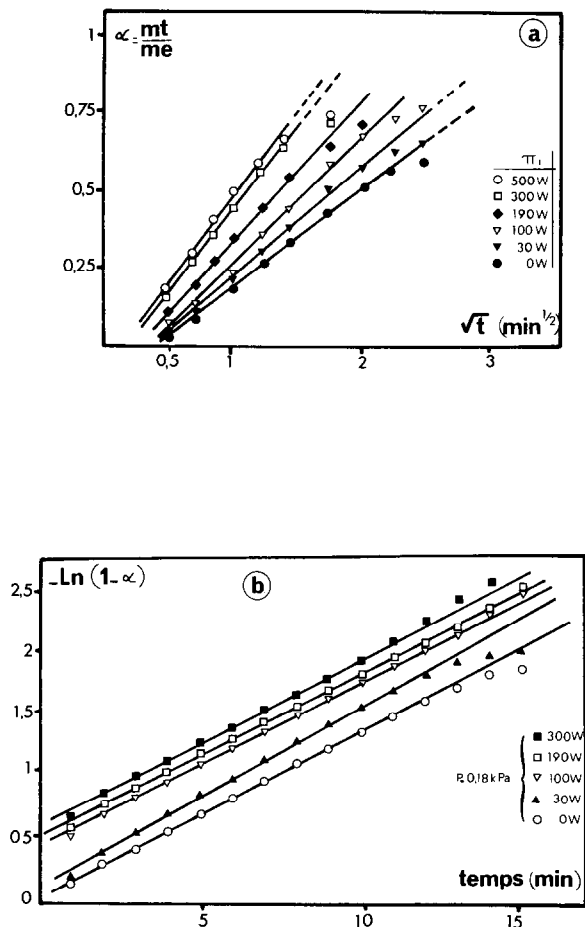 1
∝ = mt/me
a
0,75
0,5
0,25
π₁
500W
300W
190W
100W
30W
0W
√t (min^1/2)
0,5
1
2
3
-Ln (1-∝)
b
2,5
2
1.5
1
0.5
0
300W
190W
100W
30W
0W
P. 0,18 kPa
temps (min)
5
10
15